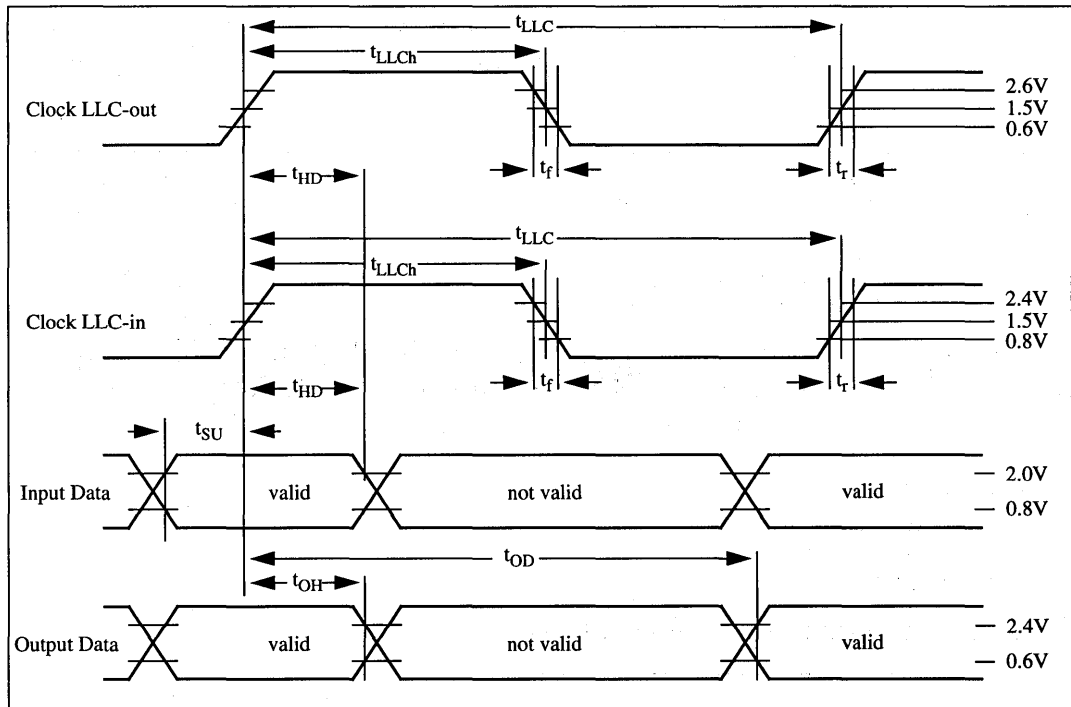 tLLC
tLLCh
Clock LLC-out
2.6V
1.5V
0.6V
tHD
tf
tr
tLLC
tLLCh
Clock LLC-in
2.4V
1.5V
0.8V
tHD
tf
tr
tSU
Input Data
valid
not valid
valid
2.0V
0.8V
tOD
tOH
Output Data
valid
not valid
valid
2.4V
0.6V